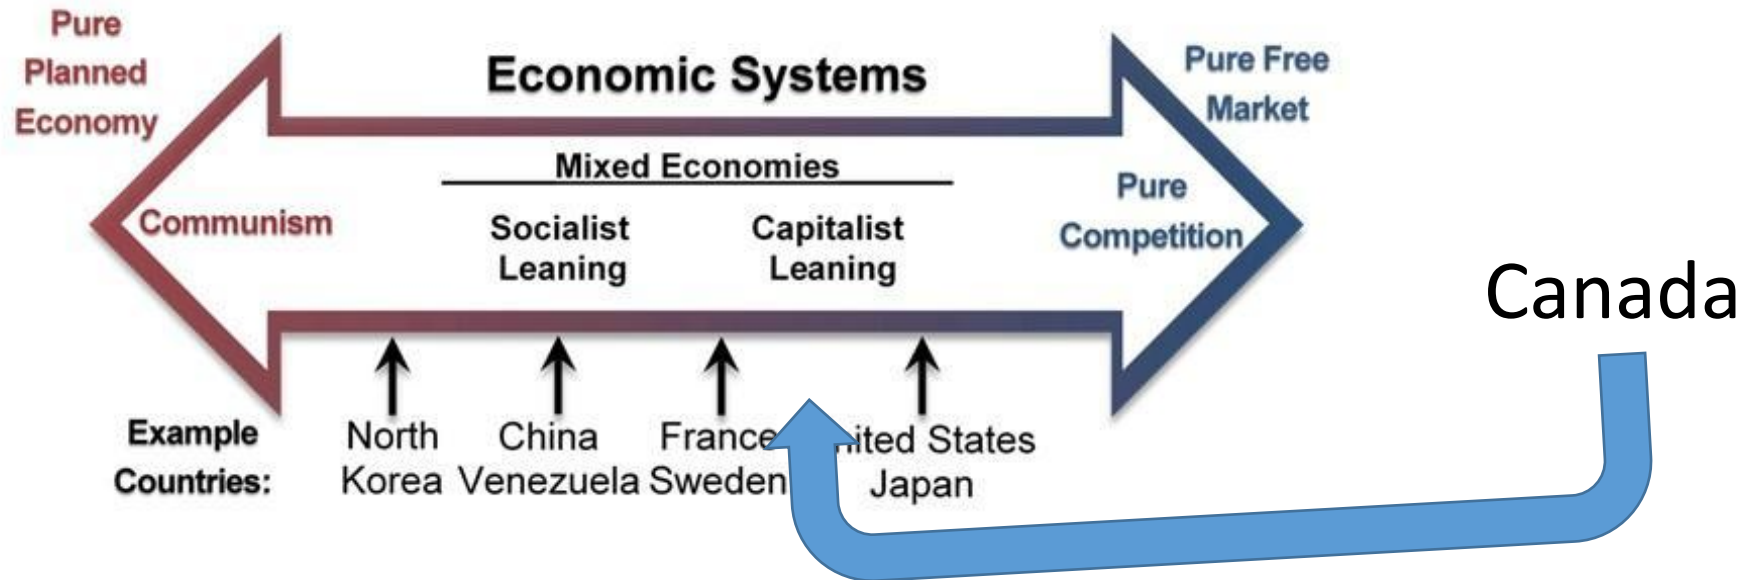 Pure
Planned
Economy
Economic Systems
Pure Free
Market
Mixed Economies
Communism
Socialist
Leaning
Capitalist
Leaning
Pure
Competition
Canada
Example
Countries:
North
Korea
China
Venezuela
France
Sweden
States
Japan